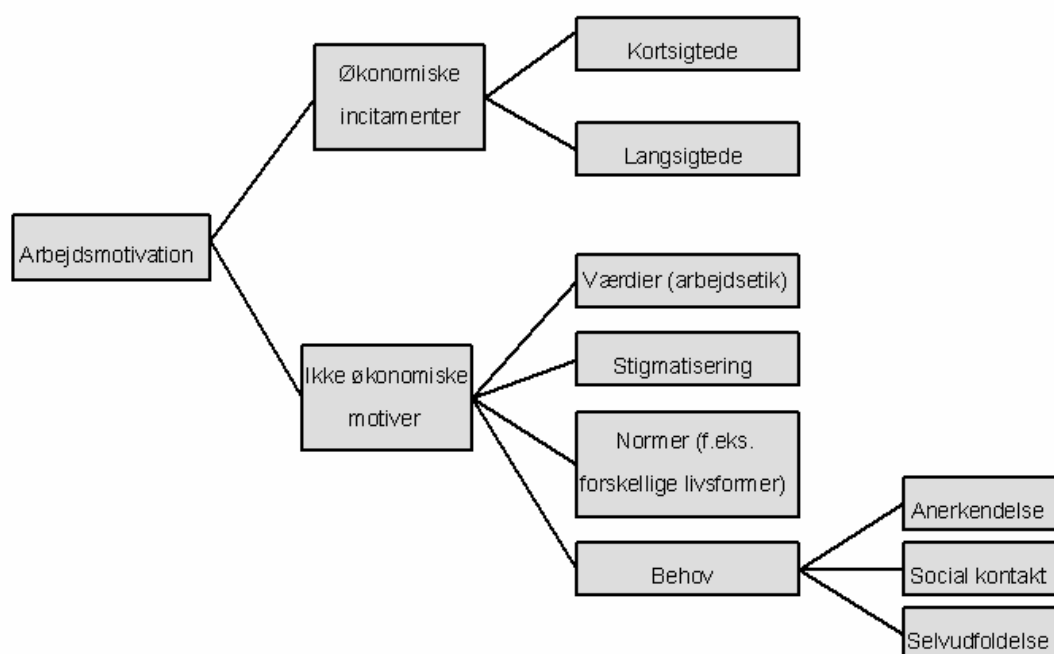 Arbejdsmotivation
Økonomiske
incitamenter
Kortsigtede
Langsigtede
Ikke økonomiske
motiver
Værdier (arbejdsetik)
Stigmatisering
Normer (f.eks.
forskellige livsformer)
Behov
Anerkendelse
Social kontakt
Selvudfoldelse